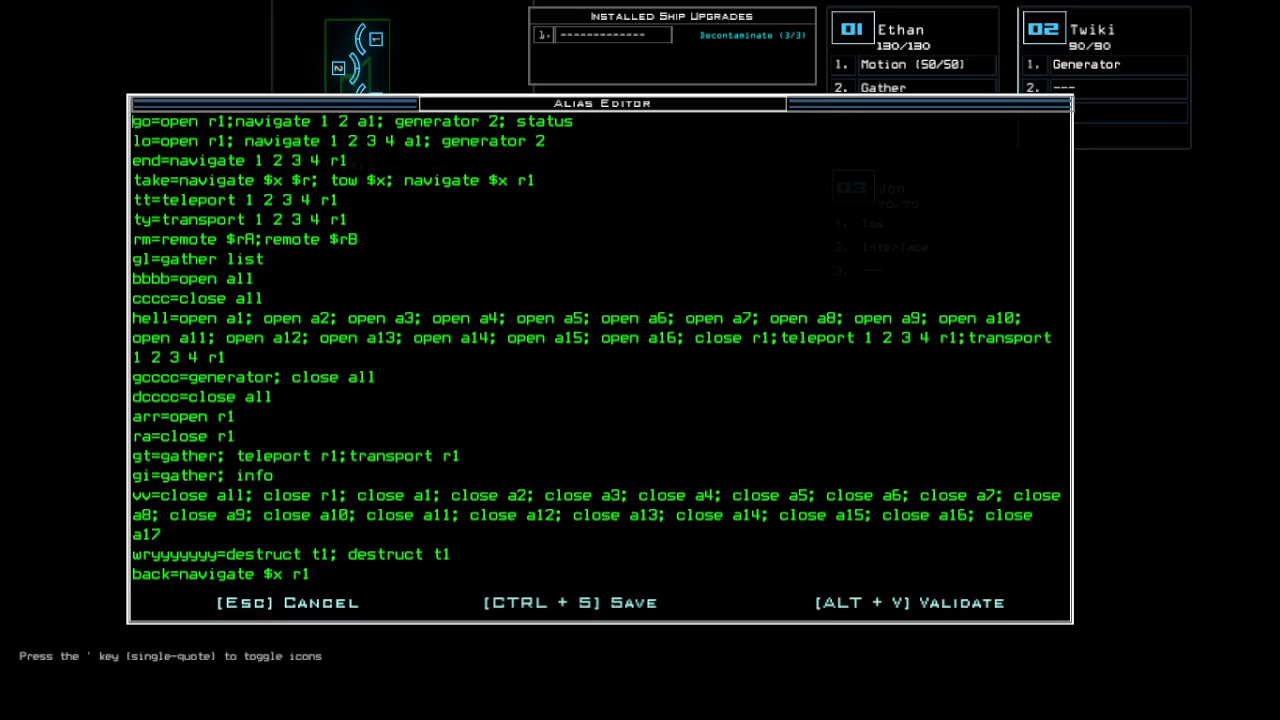 Installed Ship Upgrades
1. -------------
Decontaminate (3/3)
01 Ethan
130/130
1. Motion (50/50)
2. Gather
02 Twiki
90/90
1. Generator
2. ---
1
2
Alias Editor
go=open r1;navigate 1 2 a1; generator 2; status
lo=open r1; navigate 1 2 3 4 a1; generator 2
end=navigate 1 2 3 4 r1
take=navigate $x $r; tow $x; navigate $x r1
tt=teleport 1 2 3 4 r1
ty=transport 1 2 3 4 r1
rm=remote $rA;remote $rB
gl=gather list
bbbb=open all
cccc=close all
hell=open a1; open a2; open a3; open a4; open a5; open a6; open a7; open a8; open a9; open a10;
open a11; open a12; open a13; open a14; open a15; open a16; close r1;teleport 1 2 3 4 r1;transport
1 2 3 4 r1
gcccc=generator; close all
dcccc=close all
arr=open r1
ra=close r1
gt=gather; teleport r1;transport r1
gi=gather; info
vv=close all; close r1; close a1; close a2; close a3; close a4; close a5; close a6; close a7; close
a8; close a9; close a10; close a11; close a12; close a13; close a14; close a15; close a16; close
a17
wryyyyyyy=destruct t1; destruct t1
back=navigate $x r1
03 Jon
70/70
1. Tow
2. Interface
3. ---
[Esc] Cancel
[CTRL + S] Save
[ALT + V] Validate
Press the ' key (single-quote) to toggle icons